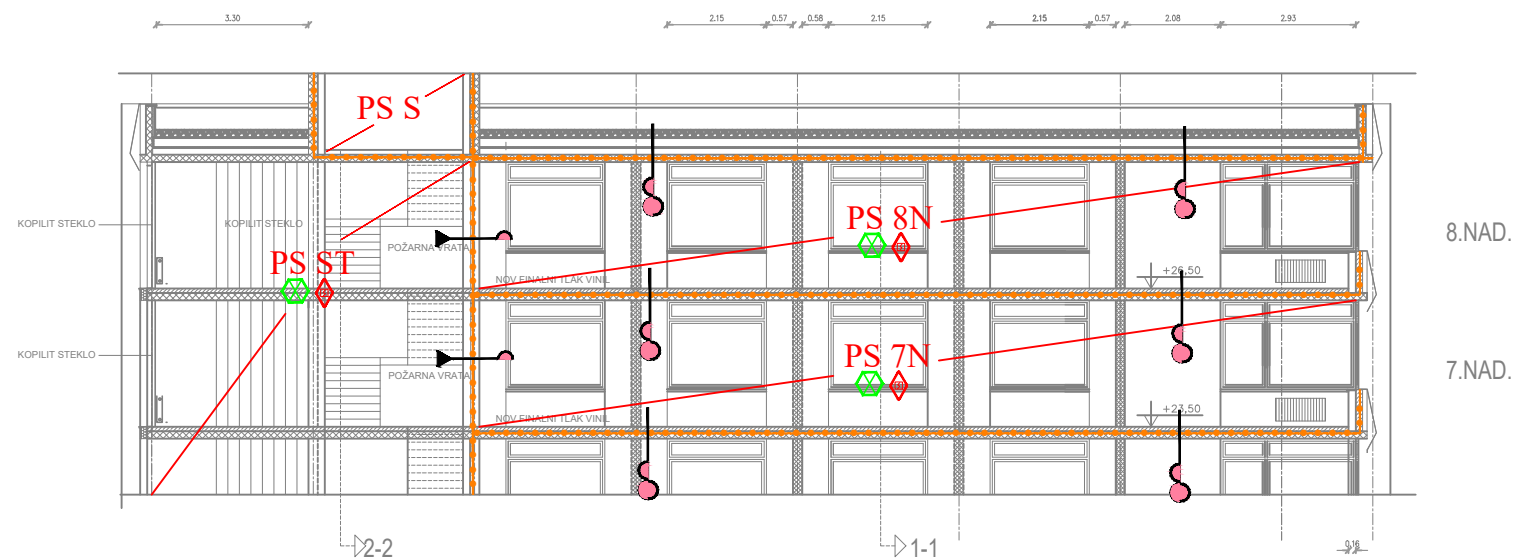 3.30 2.15 0.57 0.58 2.15 2.15 0.57 2.08 2.93
PS S
KOPILIT STEKLO KOPILIT STEKLO PS 8N 8.NAD.
POŽARNA VRATA
PS ST
NOV FINALNI TLAK VINIL +26,50
KOPILIT STEKLO PS 7N 7.NAD.
POŽARNA VRATA
NOV FINALNI TLAK VINIL +23,50
2-2 1-1 0.16